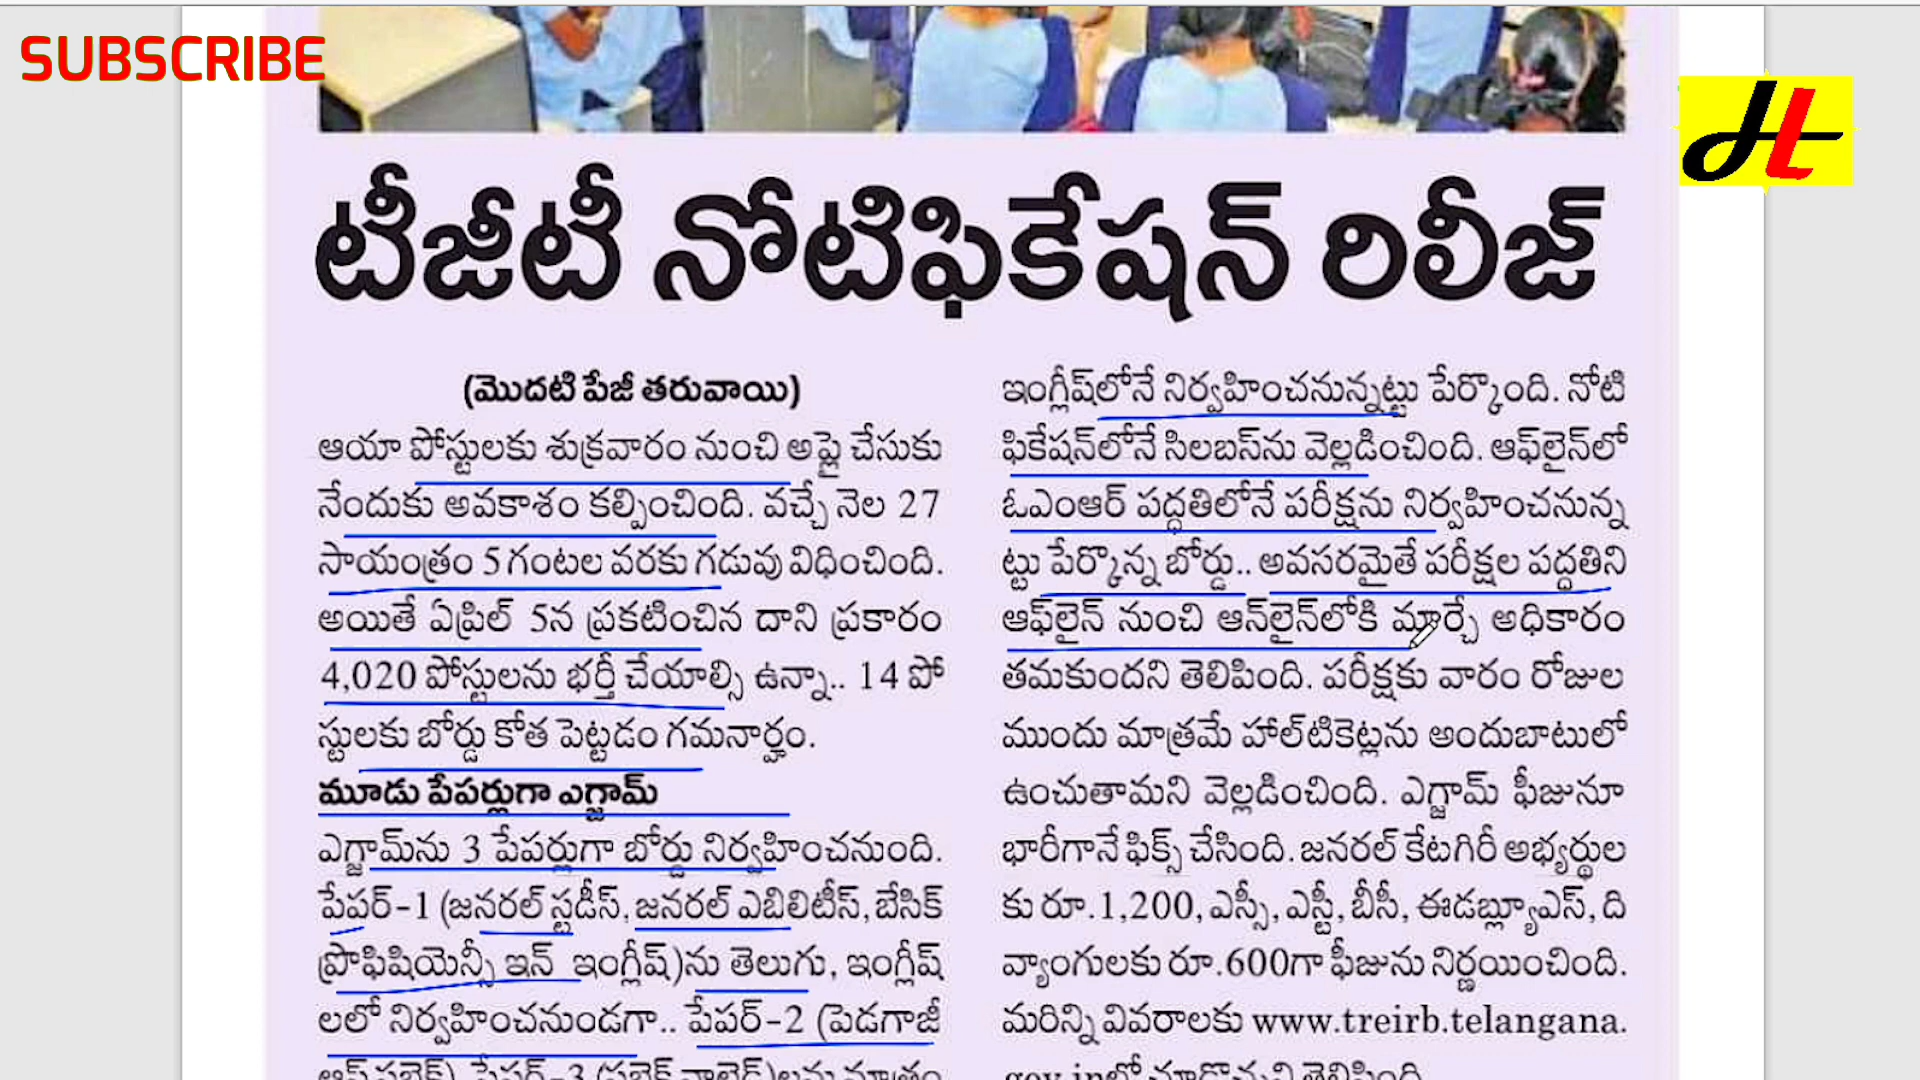 SUBSCRIBE
HL
టీజీటీ నోటిఫికేషన్ రిలీజ్
(మొదటి పేజీ తరువాయి)
ఆయా పోస్టులకు శుక్రవారం నుంచి అప్లై చేసుకు
నేందుకు అవకాశం కల్పించింది. వచ్చే నెల 27
సాయంత్రం 5 గంటల వరకు గడువు విధించింది.
అయితే ఏప్రిల్ 5న ప్రకటించిన దాని ప్రకారం
4,020 పోస్టులను భర్తీ చేయాల్సి ఉన్నా.. 14 పో
స్టులకు బోర్డు కోత పెట్టడం గమనార్హం.
మూడు పేపర్లుగా ఎగ్జామ్
ఎగ్జామ్‌ను 3 పేపర్లుగా బోర్డు నిర్వహించనుంది.
పేపర్-1 (జనరల్ స్టడీస్, జనరల్ ఎబిలిటీస్, బేసిక్
ప్రొఫిషియెన్సీ ఇన్ ఇంగ్లీష్)ను తెలుగు, ఇంగ్లీష్
లలో నిర్వహించనుండగా.. పేపర్-2 (పెడగాజీ
ఇంగ్లీష్‌లోనే నిర్వహించనున్నట్టు పేర్కొంది. నోటి
ఫికేషన్‌లోనే సిలబస్‌ను వెల్లడించింది. ఆఫ్‌లైన్‌లో
ఓఎంఆర్ పద్ధతిలోనే పరీక్షను నిర్వహించనున్న
ట్టు పేర్కొన్న బోర్డు.. అవసరమైతే పరీక్షల పద్ధతిని
ఆఫ్‌లైన్ నుంచి ఆన్‌లైన్‌లోకి మార్చే అధికారం
తమకుందని తెలిపింది. పరీక్షకు వారం రోజుల
ముందు మాత్రమే హాల్‌టికెట్లను అందుబాటులో
ఉంచుతామని వెల్లడించింది. ఎగ్జామ్ ఫీజునూ
భారీగానే ఫిక్స్ చేసింది. జనరల్ కేటగిరీ అభ్యర్థుల
కు రూ.1,200, ఎస్సీ, ఎస్టీ, బీసీ, ఈడబ్ల్యూఎస్, ది
వ్యాంగులకు రూ.600గా ఫీజును నిర్ణయించింది.
మరిన్ని వివరాలకు www.treirb.telangana.
gov.inలో చూడొచ్చని తెలిపింది.